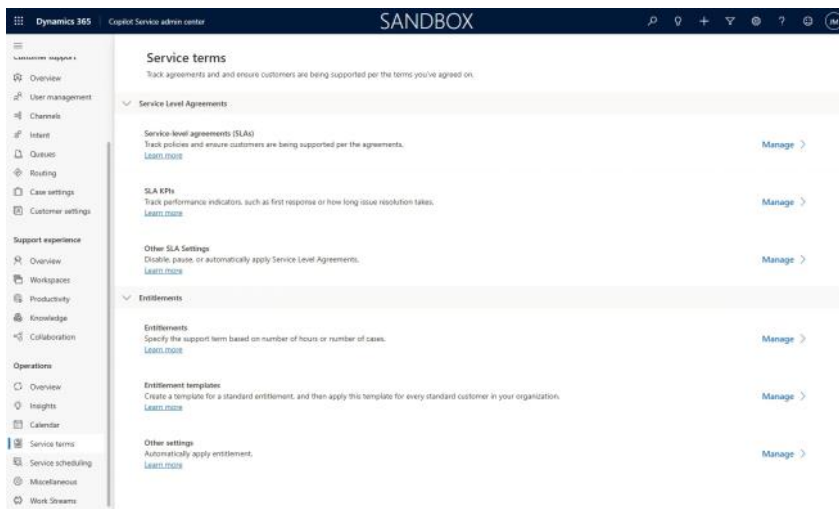 Dynamics 365
Copilot Service admin center
SANDBOX
Customer support
Overview
User management
Channels
Intent
Queues
Routing
Case settings
Customer settings
Support experience
Overview
Workspaces
Productivity
Knowledge
Collaboration
Operations
Overview
Insights
Calendar
Service terms
Service scheduling
Miscellaneous
Work Streams
Service terms
Track agreements and and ensure customers are being supported per the terms you've agreed on.
Service Level Agreements
Service-level agreements (SLAs)
Track policies and ensure customers are being supported per the agreements.
Learn more
Manage
SLA KPIs
Track performance indicators, such as first response or how long issue resolution takes.
Learn more
Manage
Other SLA Settings
Disable, pause, or automatically apply Service Level Agreements.
Learn more
Manage
Entitlements
Entitlements
Specify the support term based on number of hours or number of cases.
Learn more
Manage
Entitlement templates
Create a template for a standard entitlement, and then apply this template for every standard customer in your organization.
Learn more
Manage
Other settings
Automatically apply entitlement.
Learn more
Manage